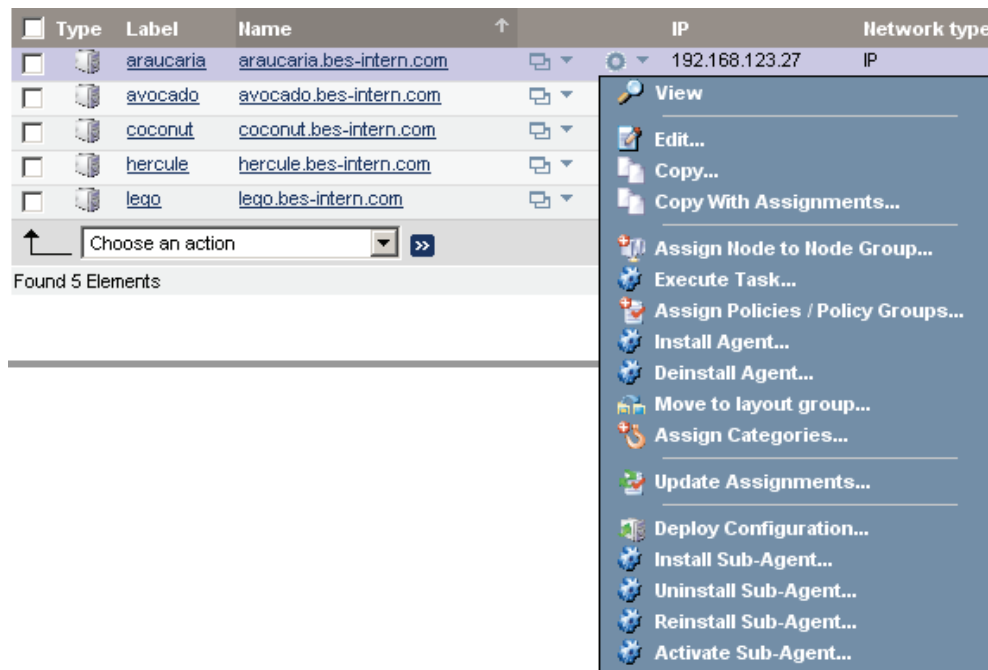 Type Label Name IP Network type
araucaria araucaria.bes-intern.com 192.168.123.27 IP
avocado avocado.bes-intern.com
coconut coconut.bes-intern.com
hercule hercule.bes-intern.com
lego lego.bes-intern.com
Choose an action
Found 5 Elements
View
Edit...
Copy...
Copy With Assignments...
Assign Node to Node Group...
Execute Task...
Assign Policies / Policy Groups...
Install Agent...
Deinstall Agent...
Move to layout group...
Assign Categories...
Update Assignments...
Deploy Configuration...
Install Sub-Agent...
Uninstall Sub-Agent...
Reinstall Sub-Agent...
Activate Sub-Agent...